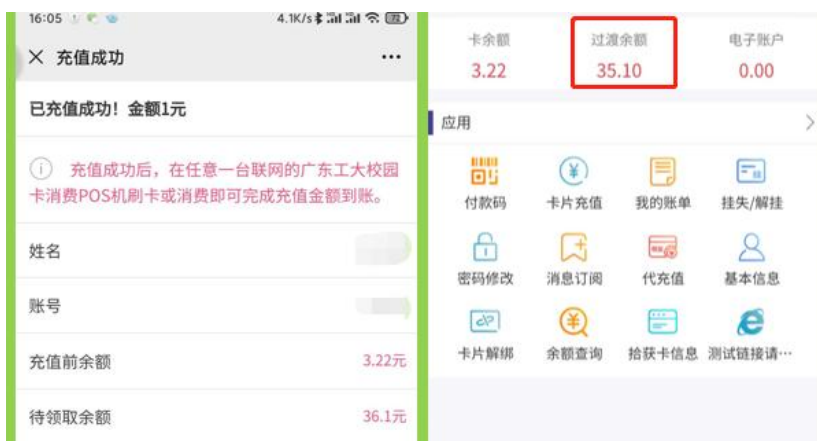 16:05
4.1K/s
72
充值成功
已充值成功！金额1元
充值成功后，在任意一台联网的广东工大校园
卡消费POS机刷卡或消费即可完成充值金额到账。
姓名
账号
充值前余额 3.22元
待领取余额 36.1元
卡余额 过渡余额 电子账户
3.22 35.10 0.00
应用
付款码 卡片充值 我的账单 挂失/解挂
密码修改 消息订阅 代充值 基本信息
卡片解绑 余额查询 拾获卡信息 测试链接请…